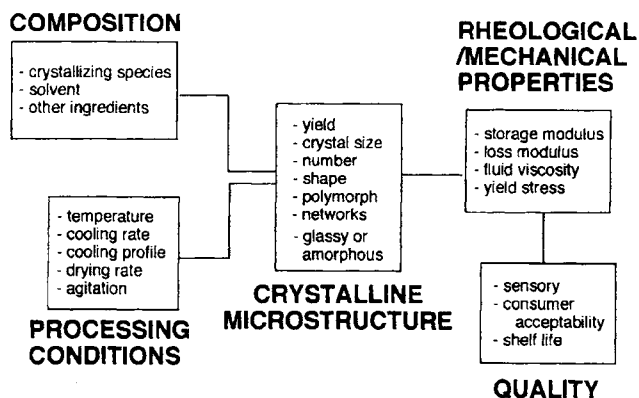 COMPOSITION
- crystallizing species
- solvent
- other ingredients
- temperature
- cooling rate
- cooling profile
- drying rate
- agitation
PROCESSING
CONDITIONS
- yield
- crystal size
- number
- shape
- polymorph
- networks
- glassy or
amorphous
CRYSTALLINE
MICROSTRUCTURE
RHEOLOGICAL
/MECHANICAL
PROPERTIES
- storage modulus
- loss modulus
- fluid viscosity
- yield stress
- sensory
- consumer
acceptability
- shelf life
QUALITY